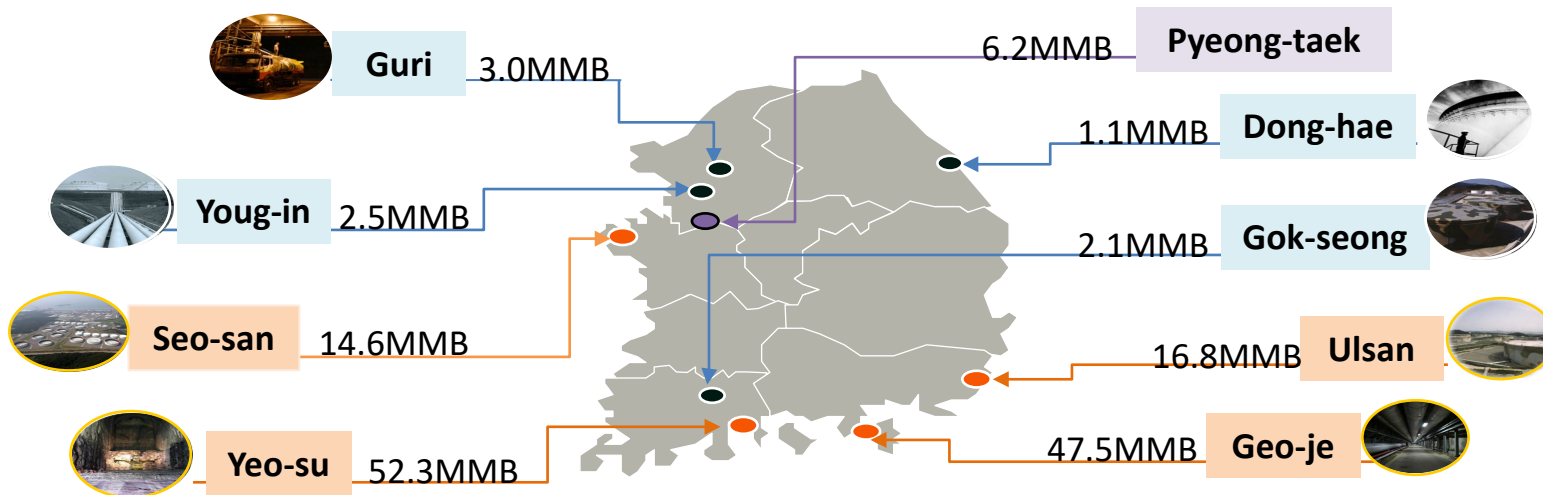 Pyeong-taek
6.2MMB
Guri
3.0MMB
Dong-hae
1.1MMB
Youg-in
2.5MMB
Gok-seong
2.1MMB
Seo-san
14.6MMB
Ulsan
16.8MMB
Yeo-su
52.3MMB
Geo-je
47.5MMB